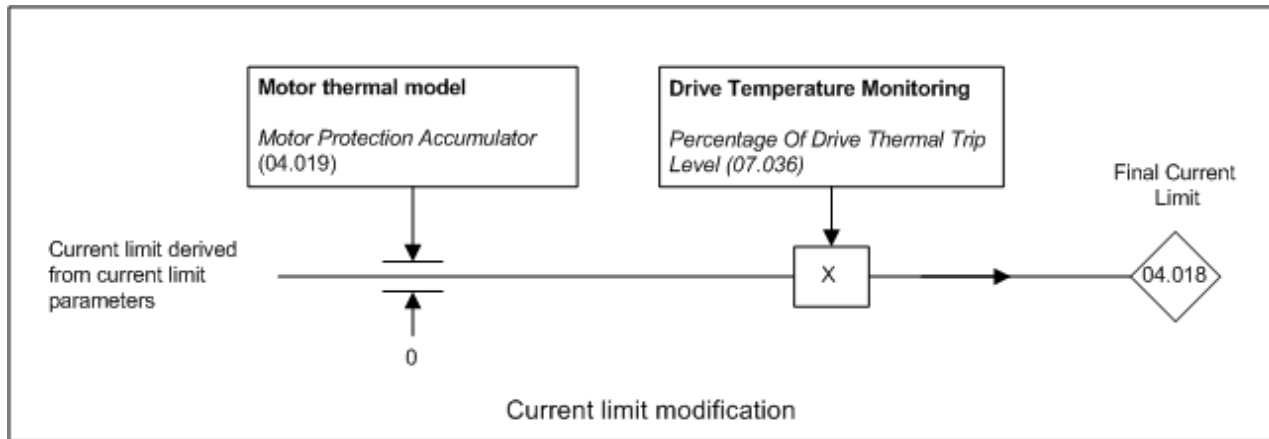 Motor thermal model
Motor Protection Accumulator
(04.019)
Drive Temperature Monitoring
Percentage Of Drive Thermal Trip
Level (07.036)
Final Current
Limit
Current limit derived
from current limit
parameters
X
04.018
0
Current limit modification